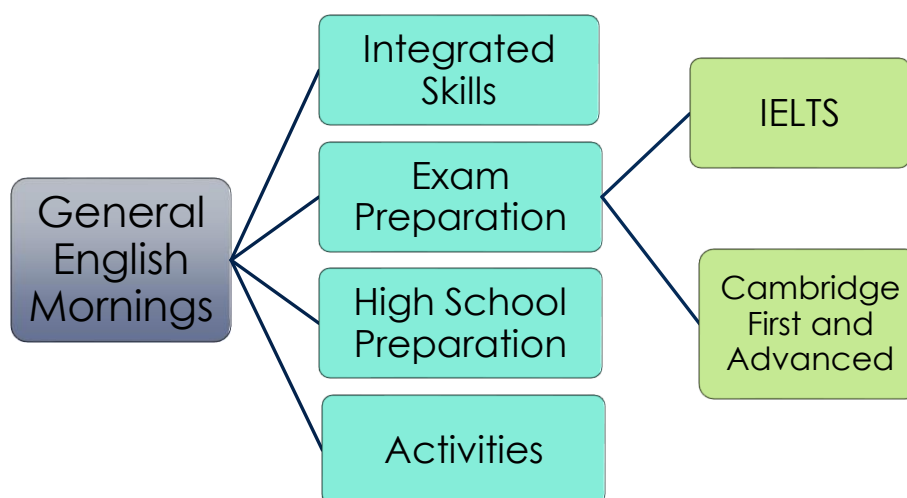 General
English
Mornings
Integrated
Skills
Exam
Preparation
High School
Preparation
Activities
IELTS
Cambridge
First and
Advanced